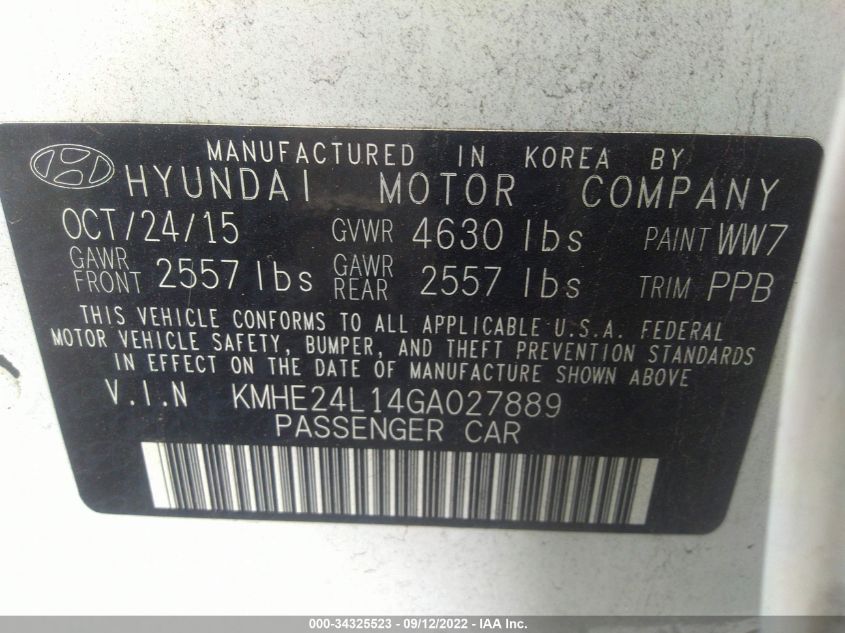 MANUFACTURED IN KOREA BY
HYUNDAI MOTOR COMPANY
OCT/24/15 GVWR 4630 lbs PAINT WW7
GAWR FRONT 2557 lbs GAWR REAR 2557 lbs TRIM PPB
THIS VEHICLE CONFORMS TO ALL APPLICABLE U.S.A. FEDERAL
MOTOR VEHICLE SAFETY, BUMPER, AND THEFT PREVENTION STANDARDS
IN EFFECT ON THE DATE OF MANUFACTURE SHOWN ABOVE
V.I.N KMHE24L14GA027889
PASSENGER CAR
000-34325523 - 09/12/2022 - IAA Inc.